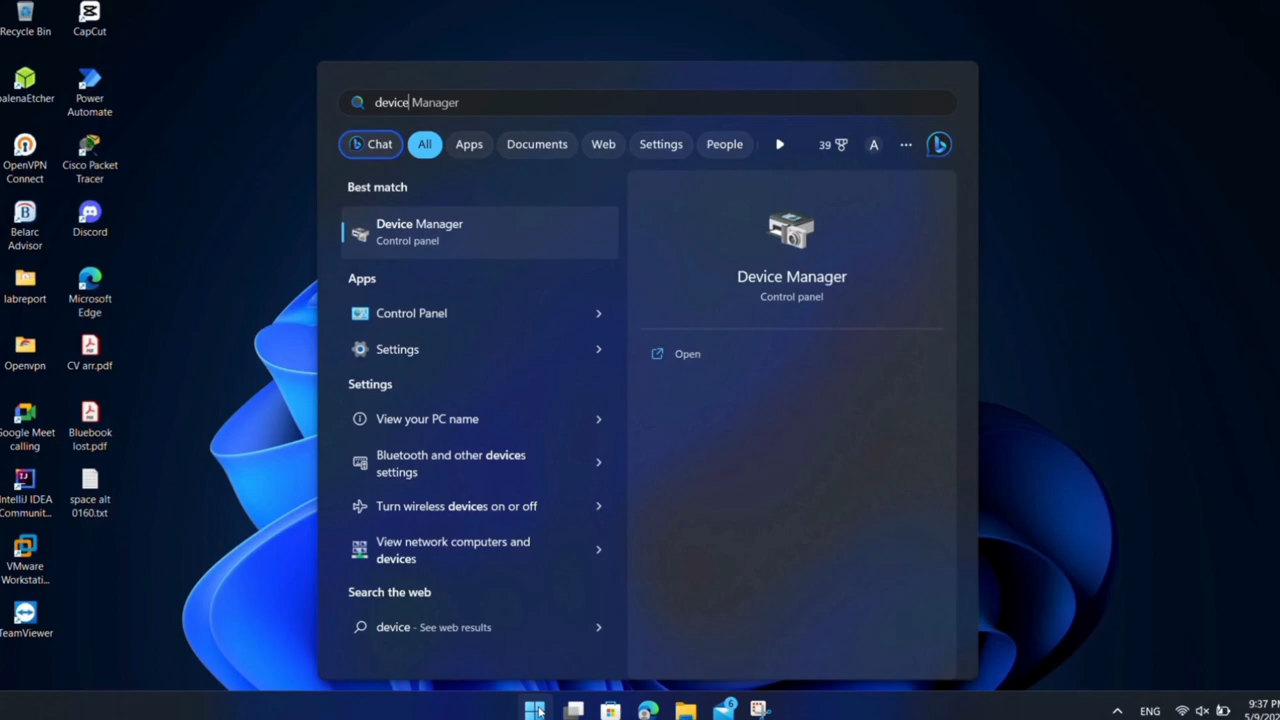 Recycle Bin
CapCut
balenaEtcher
Power
Automate
OpenVPN
Connect
Cisco Packet
Tracer
Belarc
Advisor
Discord
labreport
Microsoft
Edge
Openvpn
CV arr.pdf
Google Meet
calling
Bluebook
lost.pdf
IntelliJ IDEA
Communit...
space alt
0160.txt
VMware
Workstati...
TeamViewer
device Manager
Chat
All
Apps
Documents
Web
Settings
People
39
A
Best match
Device Manager
Control panel
Apps
Control Panel
Settings
Settings
View your PC name
Bluetooth and other devices
settings
Turn wireless devices on or off
View network computers and
devices
Search the web
device - See web results
Device Manager
Control panel
Open
6
ENG
9:37 PM